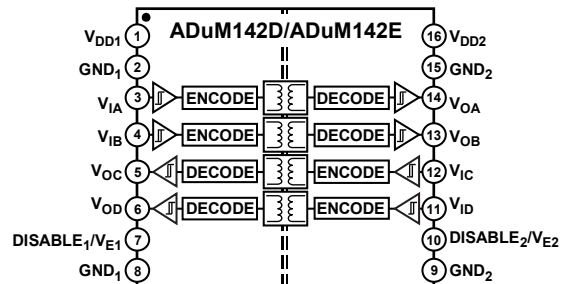 ADuM142D/ADuM142E
VDD1 1 16 VDD2
GND1 2 15 GND2
VIA 3 ENCODE DECODE 14 VOA
VIB 4 ENCODE DECODE 13 VOB
VOC 5 DECODE ENCODE 12 VIC
VOD 6 DECODE ENCODE 11 VID
DISABLE1/VE1 7 10 DISABLE2/VE2
GND1 8 9 GND2